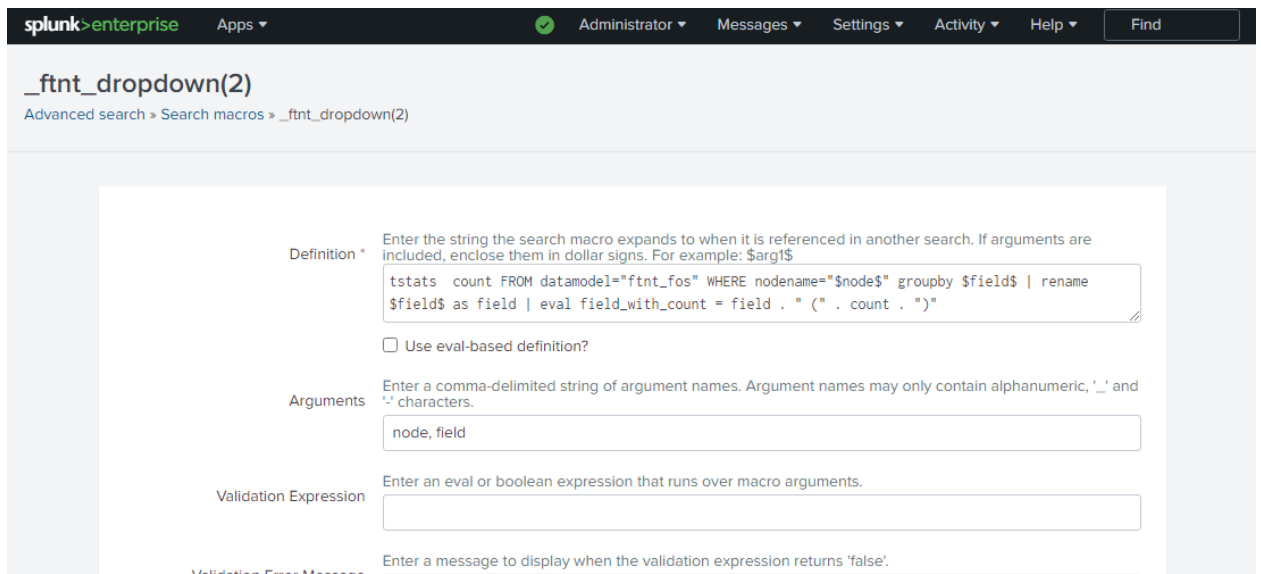 splunk>enterprise Apps Administrator Messages Settings Activity Help Find
_ftnt_dropdown(2)
Advanced search » Search macros » _ftnt_dropdown(2)
Enter the string the search macro expands to when it is referenced in another search. If arguments are
Definition * included, enclose them in dollar signs. For example: $arg1$
tstats  count FROM datamodel="ftnt_fos" WHERE nodename="$node$" groupby $field$ | rename
$field$ as field | eval field_with_count = field . " (" . count . ")"
Use eval-based definition?
Enter a comma-delimited string of argument names. Argument names may only contain alphanumeric, '_' and
Arguments '-' characters.
node, field
Enter an eval or boolean expression that runs over macro arguments.
Validation Expression
Enter a message to display when the validation expression returns 'false'.
Validation Error Message